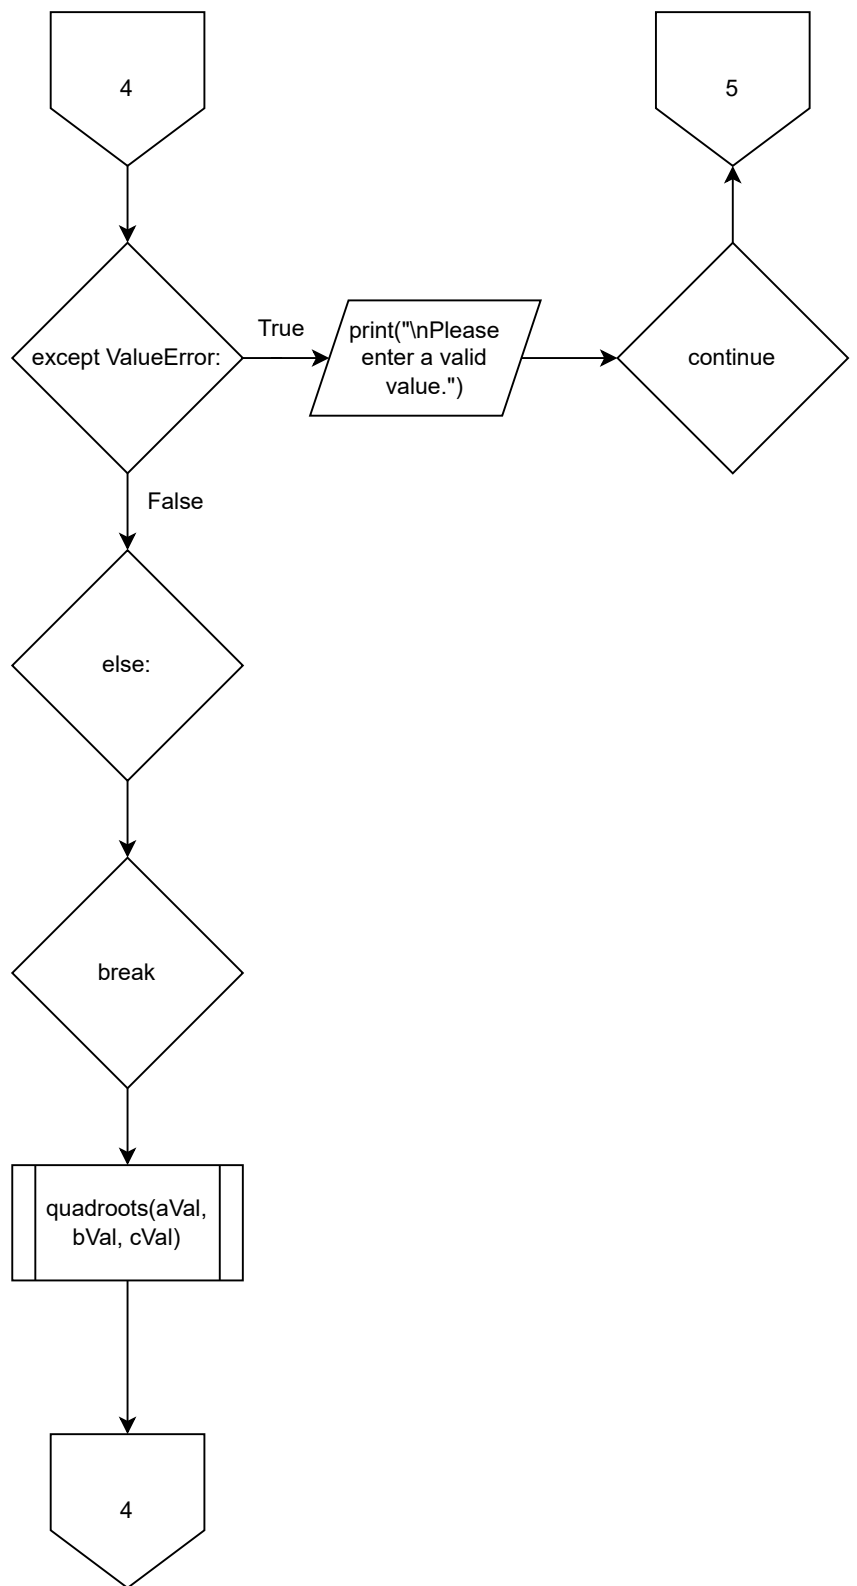 4
5
except ValueError:
True
print("\nPlease
enter a valid
value.")
continue
False
else:
break
quadroots(aVal,
bVal, cVal)
4